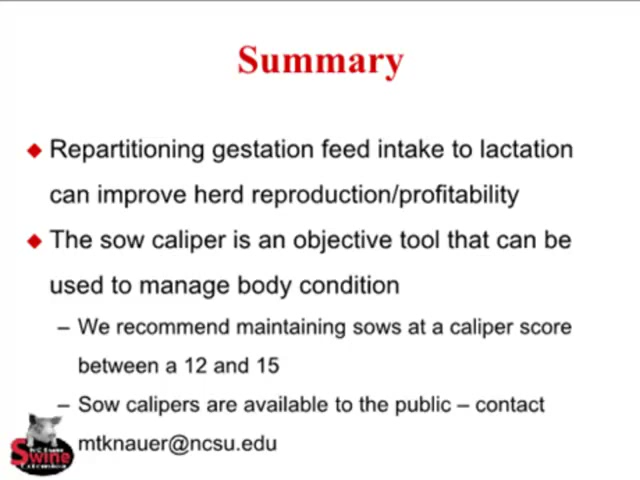 Summary
◆ Repartitioning gestation feed intake to lactation
can improve herd reproduction/profitability
◆ The sow caliper is an objective tool that can be
used to manage body condition
– We recommend maintaining sows at a caliper score
between a 12 and 15
– Sow calipers are available to the public – contact
mtknauer@ncsu.edu
Swine